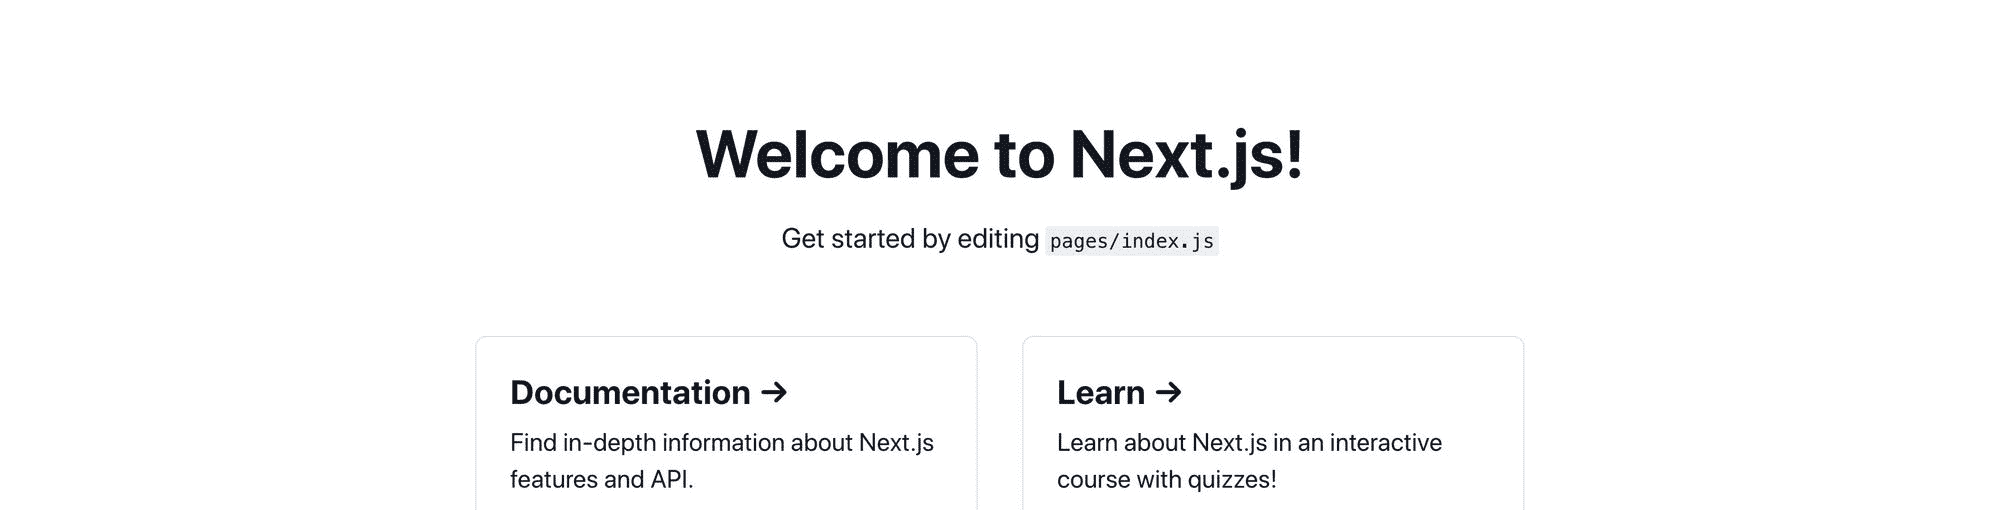 Welcome to Next.js!
Get started by editing pages/index.js
Documentation →
Find in-depth information about Next.js
features and API.
Learn →
Learn about Next.js in an interactive
course with quizzes!